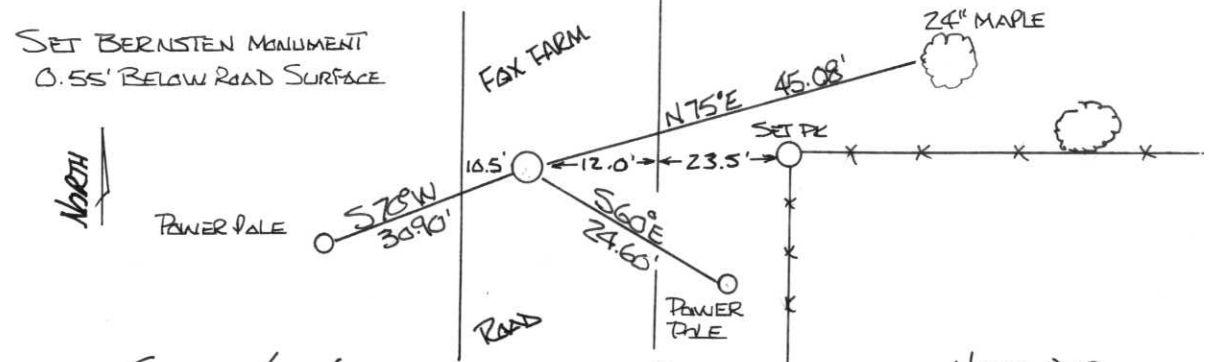 SET BERNSTEN MONUMENT
0.55' BELOW ROAD SURFACE
FOX FARM
24" MAPLE
45.08'
N75°E
SET PK
10.5'
12.0'
23.5'
NORTH
S70°W
30.90'
POWER POLE
S60°E
24.60'
POWER
POLE
ROAD